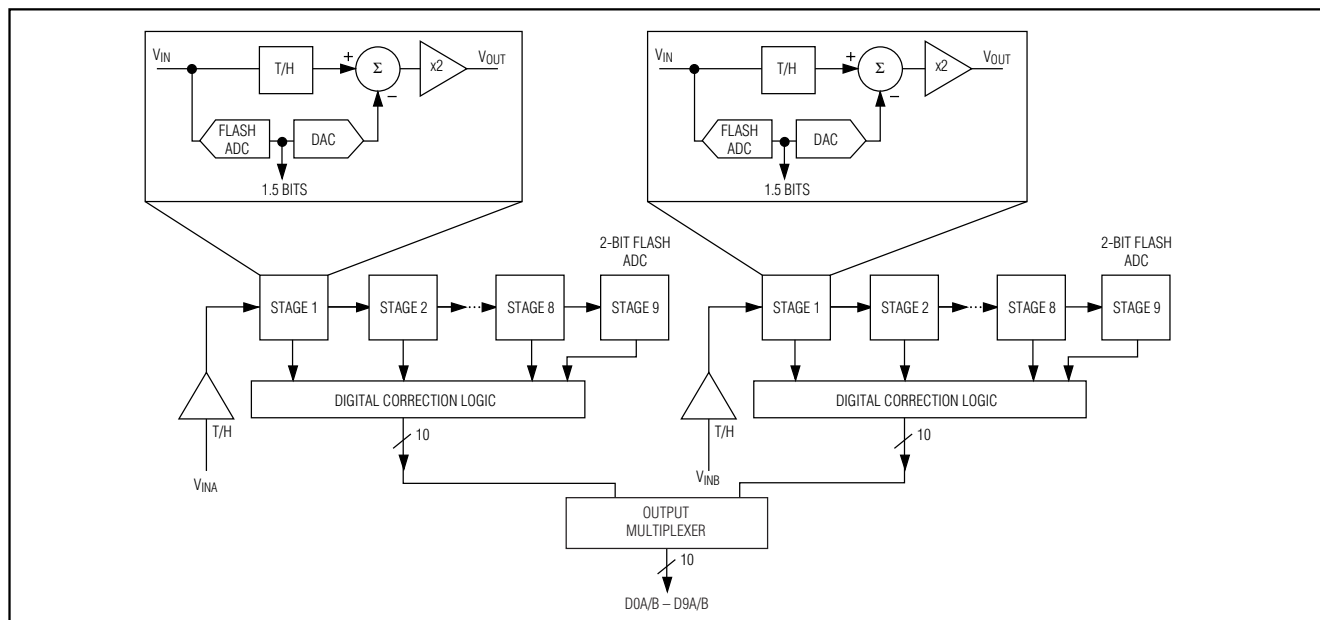 VIN
T/H
+
Σ
−
x2
VOUT
FLASH
ADC
DAC
1.5 BITS
VIN
T/H
+
Σ
−
x2
VOUT
FLASH
ADC
DAC
1.5 BITS
2-BIT FLASH
ADC
STAGE 1
STAGE 2
STAGE 8
STAGE 9
2-BIT FLASH
ADC
STAGE 1
STAGE 2
STAGE 8
STAGE 9
DIGITAL CORRECTION LOGIC
T/H
10
VINA
DIGITAL CORRECTION LOGIC
T/H
10
VINB
OUTPUT
MULTIPLEXER
10
D0A/B – D9A/B